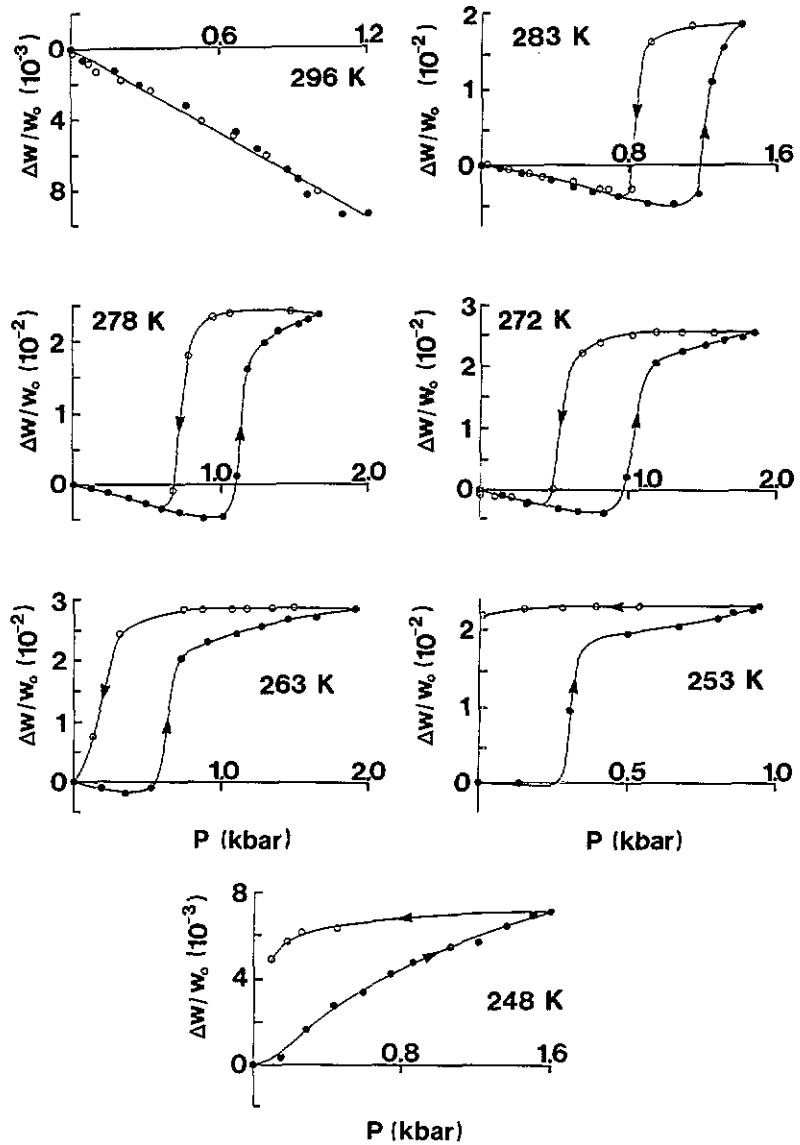 0.6 1.2
0
4
8
Δw/w₀ (10⁻³)
296 K
2
1
0
0.8 1.6
Δw/w₀ (10⁻²)
283 K
2
1
0
1.0 2.0
Δw/w₀ (10⁻²)
278 K
3
2
1
0
1.0 2.0
Δw/w₀ (10⁻²)
272 K
3
2
1
0
1.0 2.0
Δw/w₀ (10⁻²)
263 K
P (kbar)
2
1
0
0.5 1.0
Δw/w₀ (10⁻²)
253 K
P (kbar)
8
4
0
0.8 1.6
Δw/w₀ (10⁻³)
248 K
P (kbar)